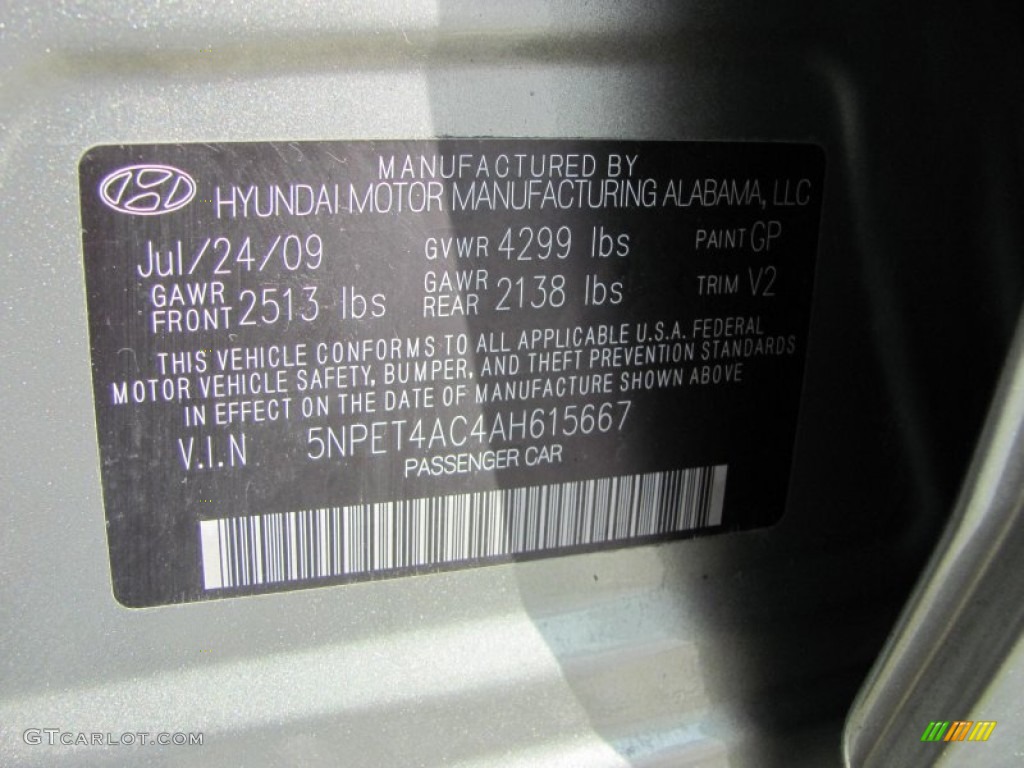 MANUFACTURED BY
HYUNDAI MOTOR MANUFACTURING ALABAMA, LLC
Jul/24/09 GVWR 4299 lbs PAINT GP
GAWR FRONT 2513 lbs GAWR REAR 2138 lbs TRIM V2
THIS VEHICLE CONFORMS TO ALL APPLICABLE U.S.A. FEDERAL
MOTOR VEHICLE SAFETY, BUMPER, AND THEFT PREVENTION STANDARDS
IN EFFECT ON THE DATE OF MANUFACTURE SHOWN ABOVE
V.I.N 5NPET4AC4AH615667
PASSENGER CAR
GTCARLOT.COM